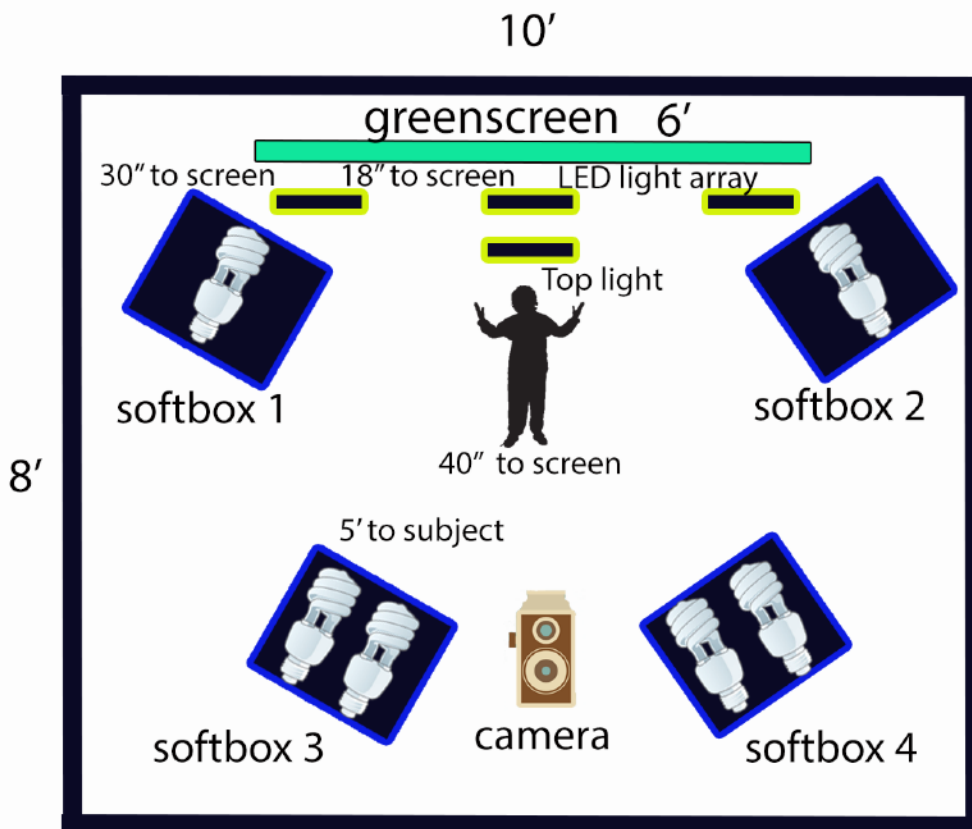 10’
greenscreen 6’
30” to screen
18” to screen
LED light array
Top light
softbox 1
softbox 2
40” to screen
8’
5’ to subject
softbox 3
camera
softbox 4